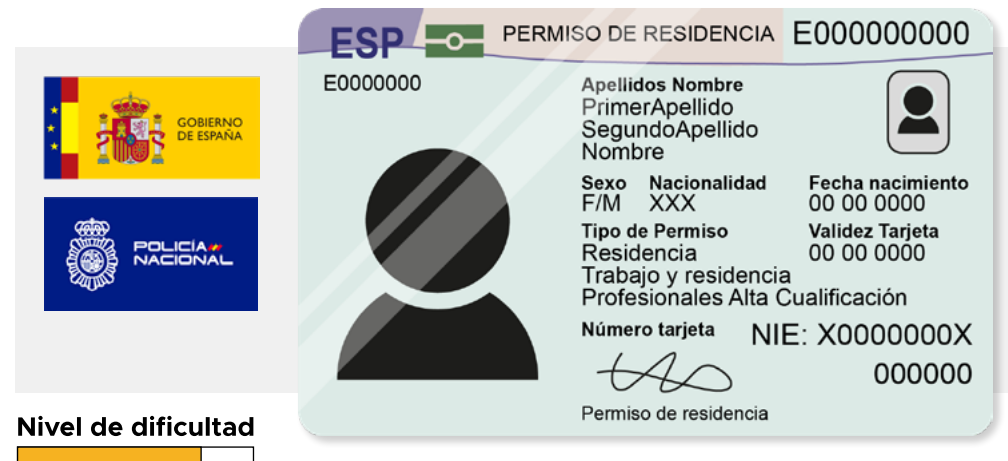 GOBIERNO
DE ESPAÑA
POLICÍA
NACIONAL
Nivel de dificultad
ESP
PERMISO DE RESIDENCIA
E000000000
E0000000
Apellidos Nombre
PrimerApellido
SegundoApellido
Nombre
Sexo Nacionalidad Fecha nacimiento
F/M XXX 00 00 0000
Tipo de Permiso Validez Tarjeta
Residencia 00 00 0000
Trabajo y residencia
Profesionales Alta Cualificación
Número tarjeta NIE: X0000000X
000000
Permiso de residencia